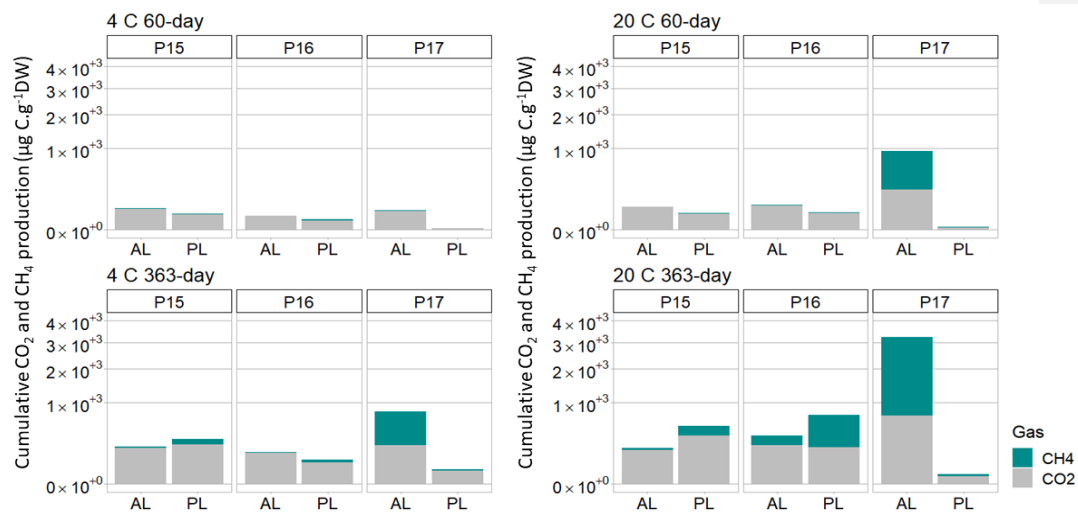 4 C 60-day
P15 P16 P17
4 × 10⁺³
3 × 10⁺³
2 × 10⁺³
1 × 10⁺³
0 × 10⁺⁰
AL PL AL PL AL PL
20 C 60-day
P15 P16 P17
4 × 10⁺³
3 × 10⁺³
2 × 10⁺³
1 × 10⁺³
0 × 10⁺⁰
AL PL AL PL AL PL
Cumulative CO₂ and CH₄ production (µg C.g⁻¹DW)
Cumulative CO₂ and CH₄ production (µg C.g⁻¹DW)
4 C 363-day
P15 P16 P17
4 × 10⁺³
3 × 10⁺³
2 × 10⁺³
1 × 10⁺³
0 × 10⁺⁰
AL PL AL PL AL PL
20 C 363-day
P15 P16 P17
4 × 10⁺³
3 × 10⁺³
2 × 10⁺³
1 × 10⁺³
0 × 10⁺⁰
AL PL AL PL AL PL
Gas
CH4
CO2